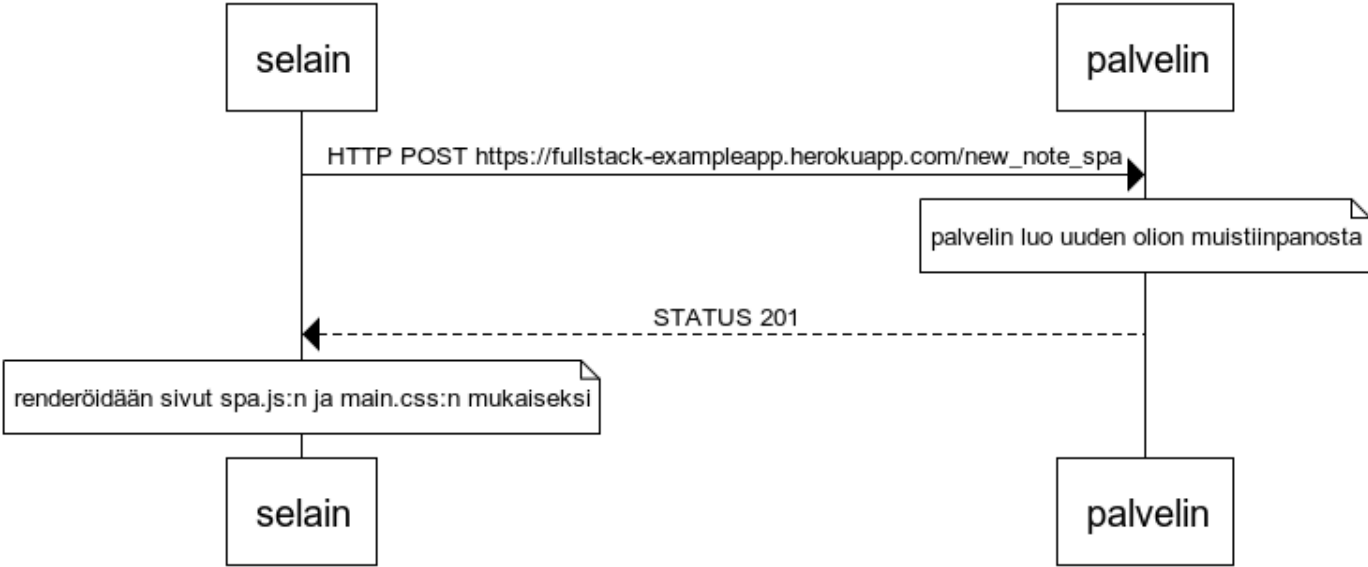 selain
palvelin
HTTP POST https://fullstack-exampleapp.herokuapp.com/new_note_spa
palvelin luo uuden olion muistiinpanosta
STATUS 201
renderöidään sivut spa.js:n ja main.css:n mukaiseksi
selain
palvelin